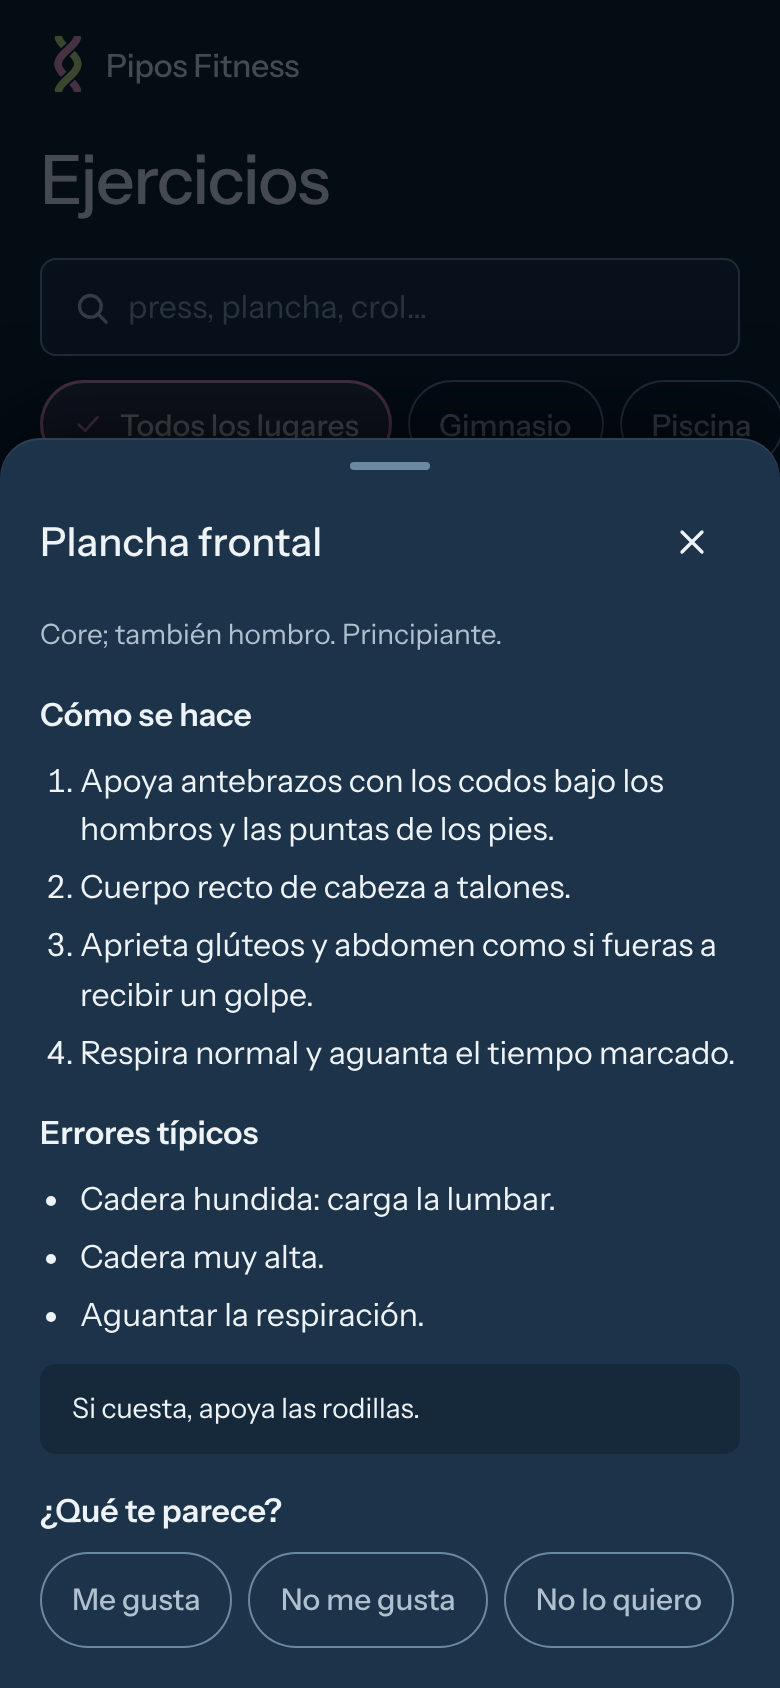 Pipos Fitness
Ejercicios
press, plancha, crol...
Todos los lugares
Gimnasio
Piscina
Plancha frontal
Core; también hombro. Principiante.
Cómo se hace
1. Apoya antebrazos con los codos bajo los
hombros y las puntas de los pies.
2. Cuerpo recto de cabeza a talones.
3. Aprieta glúteos y abdomen como si fueras a
recibir un golpe.
4. Respira normal y aguanta el tiempo marcado.
Errores típicos
• Cadera hundida: carga la lumbar.
• Cadera muy alta.
• Aguantar la respiración.
Si cuesta, apoya las rodillas.
¿Qué te parece?
Me gusta
No me gusta
No lo quiero